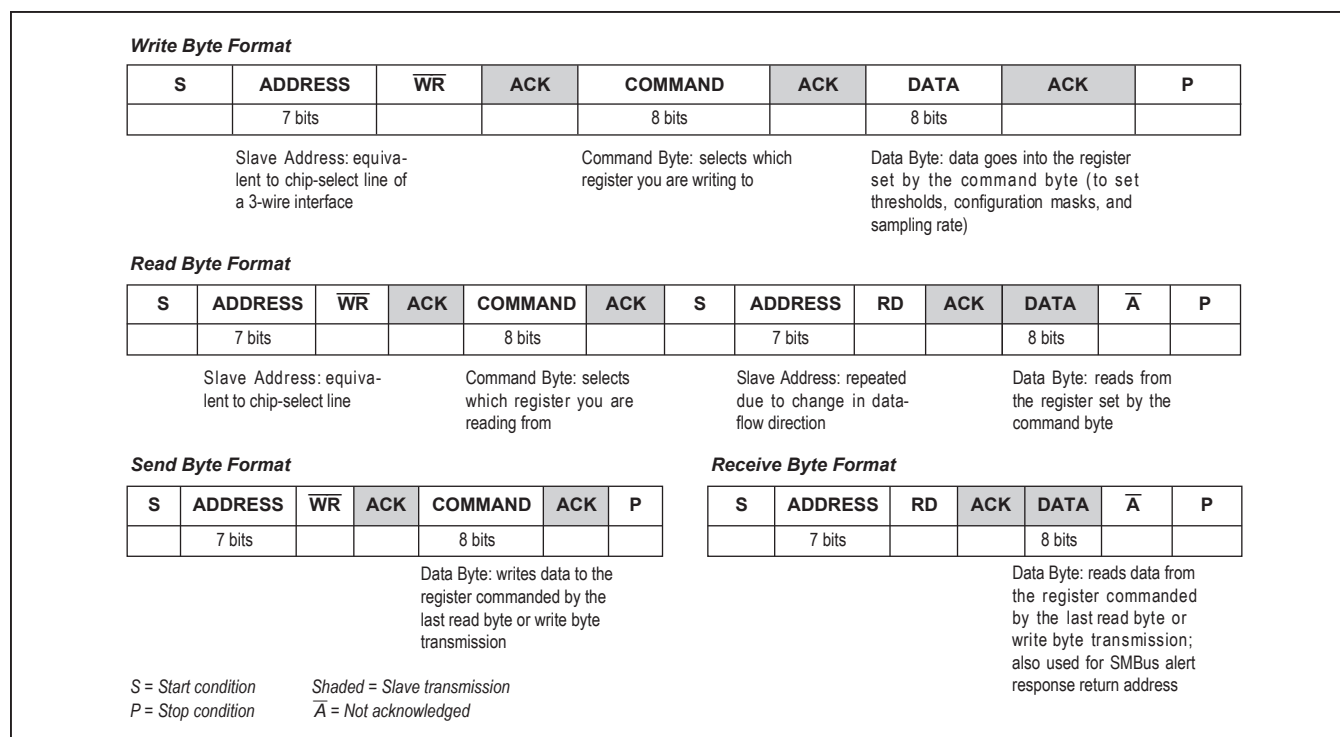 Write Byte Format
S ADDRESS W̅R̅ ACK COMMAND ACK DATA ACK P
7 bits 8 bits 8 bits
Slave Address: equiva-
lent to chip-select line of
a 3-wire interface
Command Byte: selects which
register you are writing to
Data Byte: data goes into the register
set by the command byte (to set
thresholds, configuration masks, and
sampling rate)
Read Byte Format
S ADDRESS W̅R̅ ACK COMMAND ACK S ADDRESS RD ACK DATA A̅ P
7 bits 8 bits 7 bits 8 bits
Slave Address: equiva-
lent to chip-select line
Command Byte: selects
which register you are
reading from
Slave Address: repeated
due to change in data-
flow direction
Data Byte: reads from
the register set by the
command byte
Send Byte Format
S ADDRESS W̅R̅ ACK COMMAND ACK P
7 bits 8 bits
Data Byte: writes data to the
register commanded by the
last read byte or write byte
transmission
Receive Byte Format
S ADDRESS RD ACK DATA A̅ P
7 bits 8 bits
Data Byte: reads data from
the register commanded
by the last read byte or
write byte transmission;
also used for SMBus alert
response return address
S = Start condition Shaded = Slave transmission
P = Stop condition A̅ = Not acknowledged